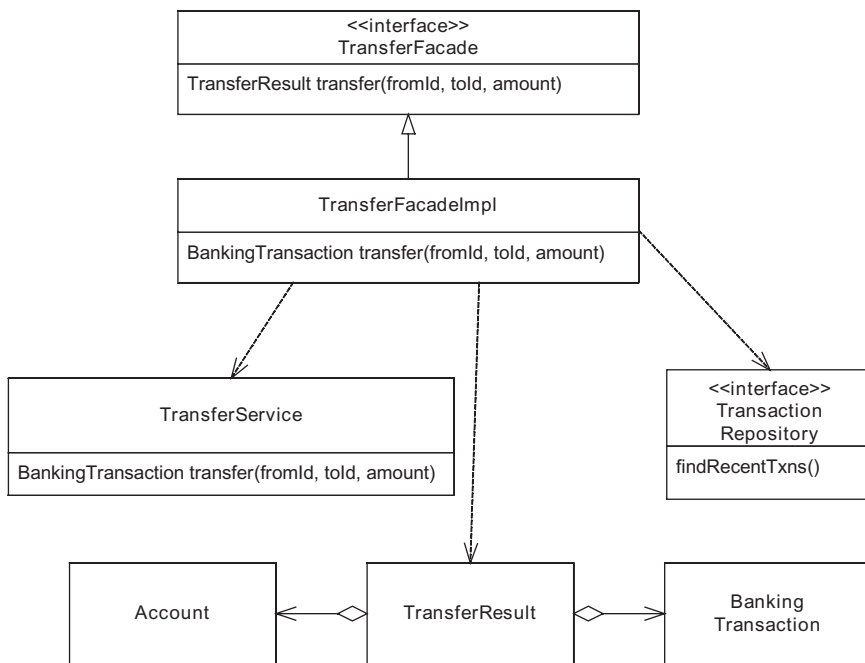 <<interface>>
TransferFacade
TransferResult transfer(fromId, toId, amount)
TransferFacadeImpl
BankingTransaction transfer(fromId, toId, amount)
TransferService
BankingTransaction transfer(fromId, toId, amount)
<<interface>>
Transaction
Repository
findRecentTxns()
Account
TransferResult
Banking
Transaction